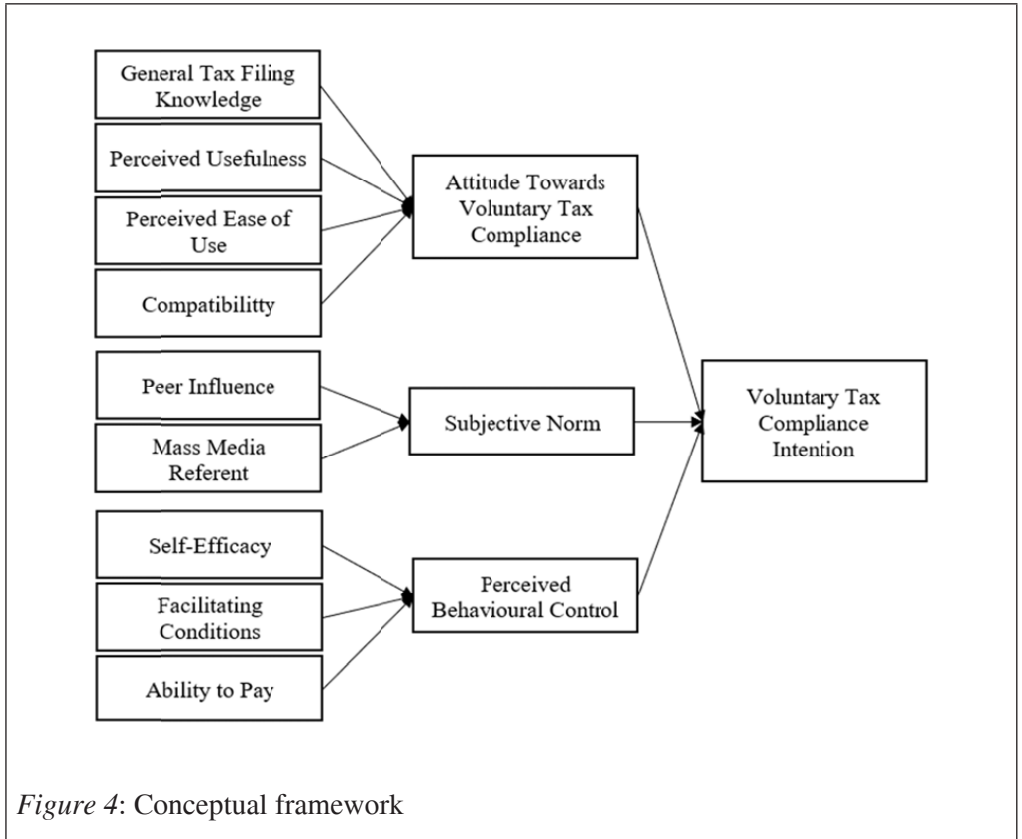 General Tax Filing
Knowledge
Perceived Usefulness
Perceived Ease of
Use
Compatibilitty
Peer Influence
Mass Media
Referent
Self-Efficacy
Facilitating
Conditions
Ability to Pay
Attitude Towards
Voluntary Tax
Compliance
Subjective Norm
Perceived
Behavioural Control
Voluntary Tax
Compliance
Intention
Figure 4: Conceptual framework